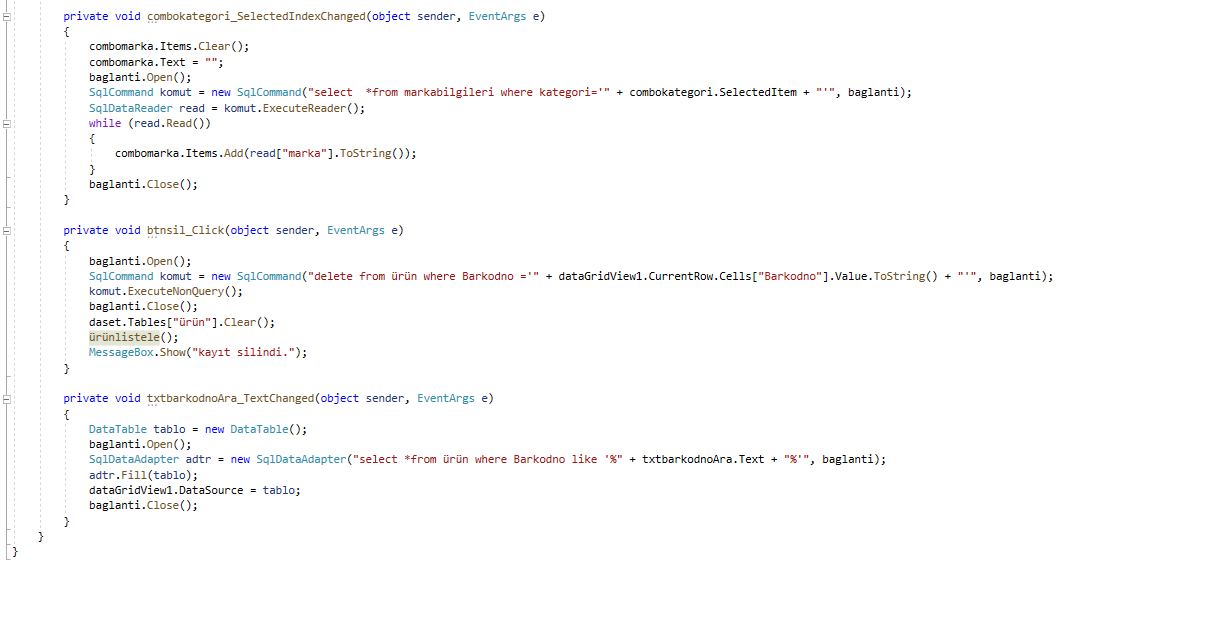 private void combokategori_SelectedIndexChanged(object sender, EventArgs e)
{
combomarka.Items.Clear();
combomarka.Text = "";
baglanti.Open();
SqlCommand komut = new SqlCommand("select  *from markabilgileri where kategori='" + combokategori.SelectedItem + "'", baglanti);
SqlDataReader read = komut.ExecuteReader();
while (read.Read())
{
combomarka.Items.Add(read["marka"].ToString());
}
baglanti.Close();
}
private void btnsil_Click(object sender, EventArgs e)
{
baglanti.Open();
SqlCommand komut = new SqlCommand("delete from ürün where Barkodno ='" + dataGridView1.CurrentRow.Cells["Barkodno"].Value.ToString() + "'", baglanti);
komut.ExecuteNonQuery();
baglanti.Close();
daset.Tables["ürün"].Clear();
ürünlistele();
MessageBox.Show("kayıt silindi.");
}
private void txtbarkodnoAra_TextChanged(object sender, EventArgs e)
{
DataTable tablo = new DataTable();
baglanti.Open();
SqlDataAdapter adtr = new SqlDataAdapter("select *from ürün where Barkodno like '%" + txtbarkodnoAra.Text + "%'", baglanti);
adtr.Fill(tablo);
dataGridView1.DataSource = tablo;
baglanti.Close();
}
}
}